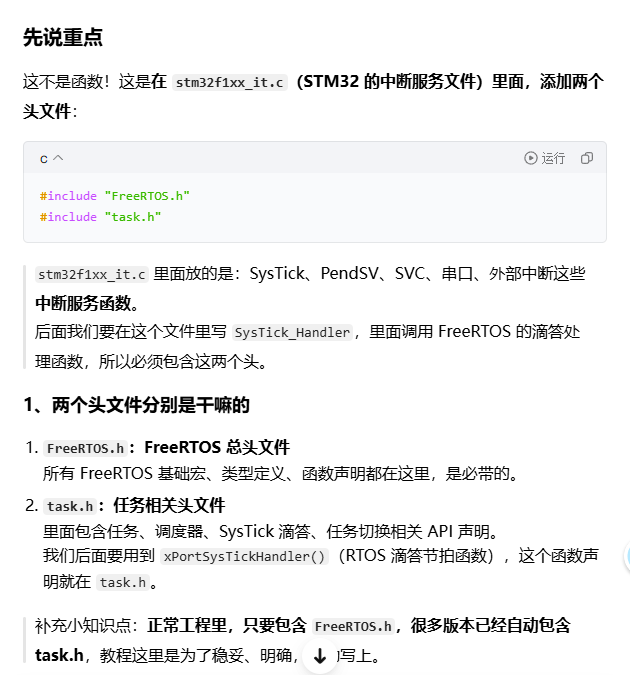 先说重点
这不是函数！这是在 stm32f1xx_it.c（STM32 的中断服务文件）里面，添加两个
头文件：
C
运行
#include "FreeRTOS.h"
#include "task.h"
stm32f1xx_it.c 里面放的是：SysTick、PendSV、SVC、串口、外部中断这些
中断服务函数。
后面我们要在这个文件里写 SysTick_Handler，里面调用 FreeRTOS 的滴答处
理函数，所以必须包含这两个头。
1、两个头文件分别是干嘛的
1. FreeRTOS.h：FreeRTOS 总头文件
所有 FreeRTOS 基础宏、类型定义、函数声明都在这里，是必带的。
2. task.h：任务相关头文件
里面包含任务、调度器、SysTick 滴答、任务切换相关 API 声明。
我们后面要用到 xPortSysTickHandler()（RTOS 滴答节拍函数），这个函数声
明就在 task.h。
补充小知识点：正常工程里，只要包含 FreeRTOS.h，很多版本已经自动包含
task.h，教程这里是为了稳妥、明确，写上。